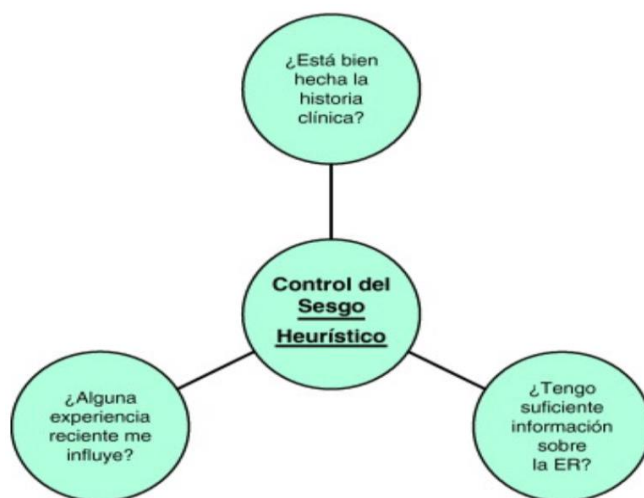 ¿Está bien
hecha la
historia
clínica?
Control del
Sesgo
Heurístico
¿Alguna
experiencia
reciente me
influye?
¿Tengo
suficiente
información
sobre
la ER?